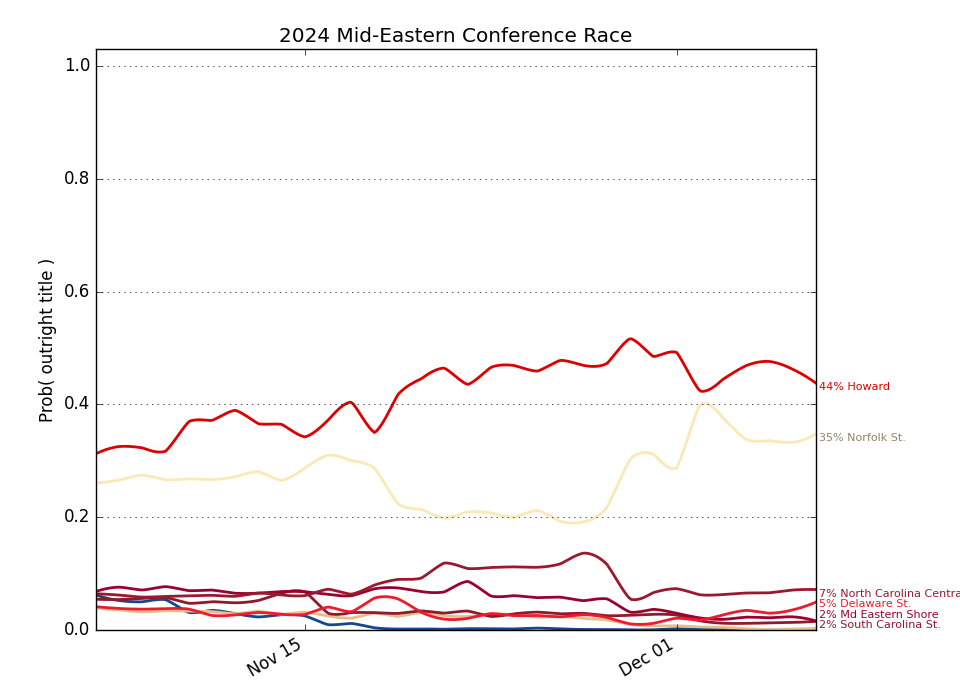 2024 Mid-Eastern Conference Race
1.0
0.8
0.6
0.4
0.2
0.0
Prob( outright title )
Nov 15
Dec 01
44% Howard
35% Norfolk St.
7% North Carolina Centra
5% Delaware St.
2% Md Eastern Shore
2% South Carolina St.